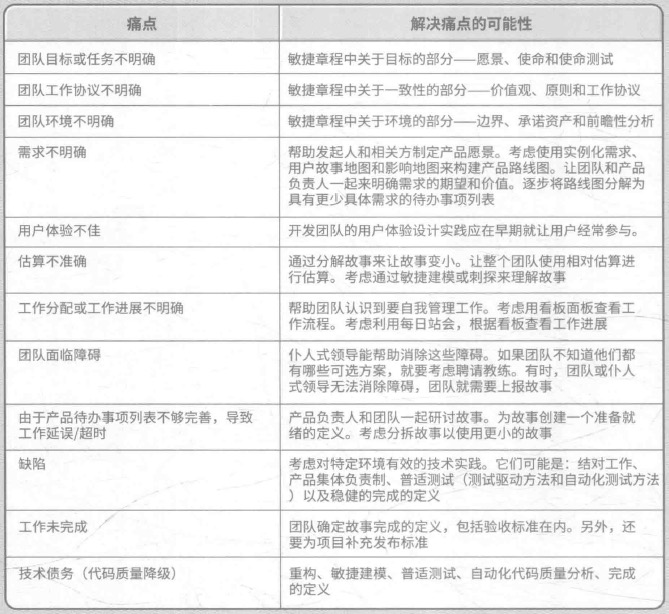 痛点
解决痛点的可能性
团队目标或任务不明确
敏捷章程中关于目标的部分——愿景、使命和使命测试
团队工作协议不明确
敏捷章程中关于一致性的部分——价值观、原则和工作协议
团队环境不明确
敏捷章程中关于环境的部分——边界、承诺资产和前瞻性分析
需求不明确
帮助发起人和相关方制定产品愿景。考虑使用实例化需求、
用户故事地图和影响地图来构建产品路线图。让团队和产品
负责人一起来明确需求的期望和价值。逐步将路线图分解为
具有更少具体需求的待办事项列表
用户体验不佳
开发团队的用户体验设计实践应在早期就让用户经常参与。
估算不准确
通过分解故事来让故事变小。让整个团队使用相对估算进
行估算。考虑通过敏捷建模或刺探来理解故事
工作分配或工作进展不明确
帮助团队认识到要自我管理工作。考虑用看板面板查看工
作流程。考虑利用每日站会，根据看板查看工作进展
团队面临障碍
仆人式领导能帮助消除这些障碍。如果团队不知道他们都
有哪些可选方案，就要考虑聘请教练。有时，团队或仆人
式领导无法消除障碍，团队就需要上报故事
由于产品待办事项列表不够完善，导致
工作延误/超时
产品负责人和团队一起研讨故事。为故事创建一个准备就
绪的定义。考虑分拆故事以使用更小的故事
缺陷
考虑对特定环境有效的技术实践。它们可能是：结对工作、
产品集体负责制、普适测试（测试驱动方法和自动化测试方法
）以及稳健的完成的定义
工作未完成
团队确定故事完成的定义，包括验收标准在内。另外，还
要为项目补充发布标准
技术债务（代码质量降级）
重构、敏捷建模、普适测试、自动化代码质量分析、完成
的定义